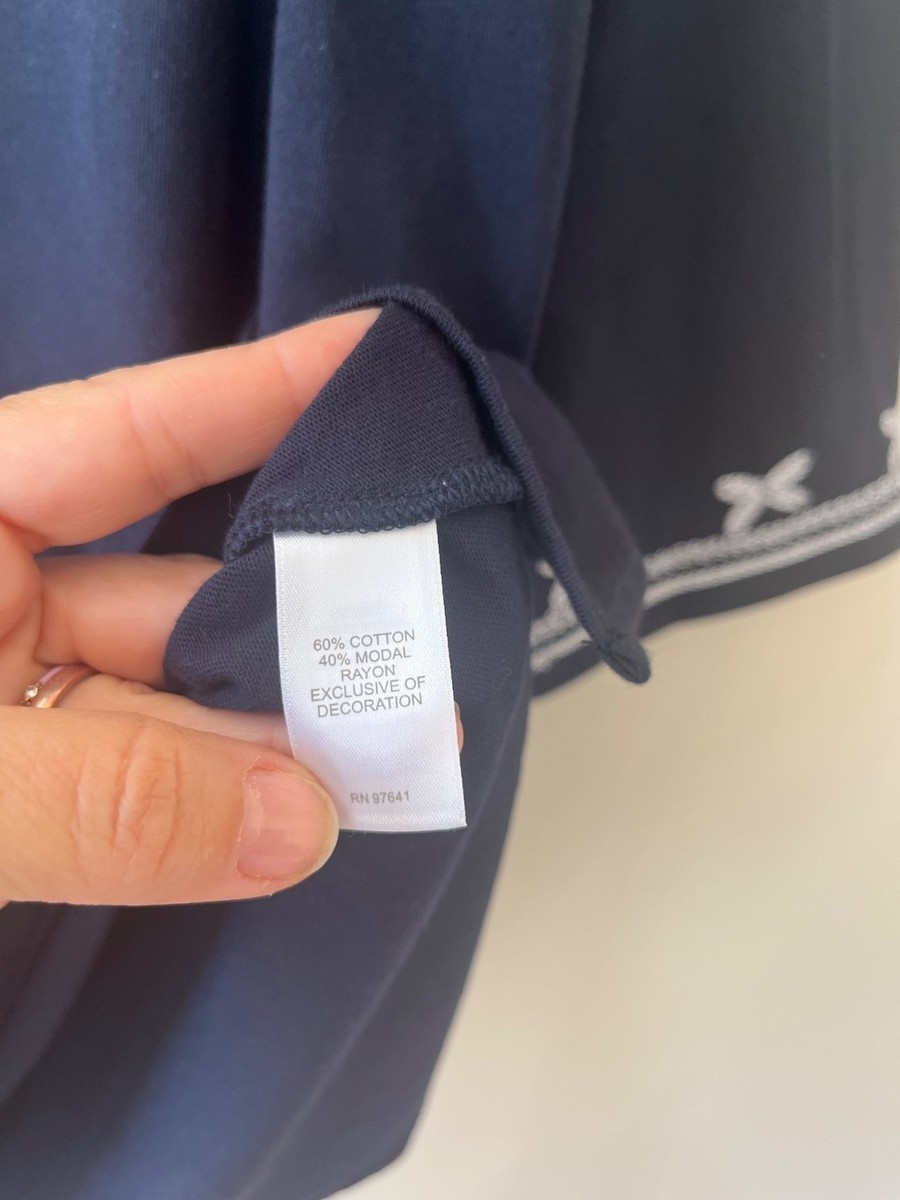 60% COTTON
40% MODAL
RAYON
EXCLUSIVE OF
DECORATION
RN 97641